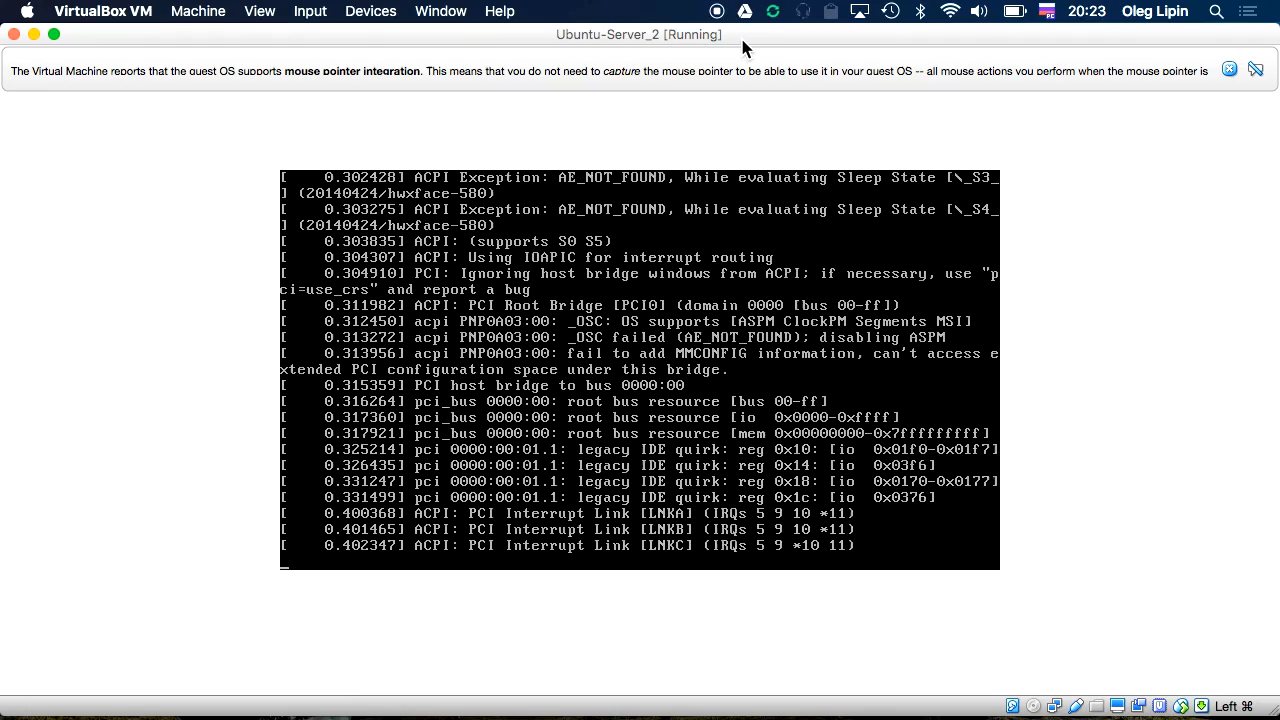 VirtualBox VM Machine View Input Devices Window Help 20:23 Oleg Lipin
Ubuntu-Server_2 [Running]
The Virtual Machine reports that the guest OS supports mouse pointer integration. This means that you do not need to capture the mouse pointer to be able to use it in your guest OS -- all mouse actions you perform when the mouse pointer is
[    0.302428] ACPI Exception: AE_NOT_FOUND, While evaluating Sleep State [\_S3_
] (20140424/hwxface-580)
[    0.303275] ACPI Exception: AE_NOT_FOUND, While evaluating Sleep State [\_S4_
] (20140424/hwxface-580)
[    0.303835] ACPI: (supports S0 S5)
[    0.304307] ACPI: Using IOAPIC for interrupt routing
[    0.304910] PCI: Ignoring host bridge windows from ACPI; if necessary, use "p
ci=use_crs" and report a bug
[    0.311982] ACPI: PCI Root Bridge [PCI0] (domain 0000 [bus 00-ff])
[    0.312450] acpi PNP0A03:00: _OSC: OS supports [ASPM ClockPM Segments MSI]
[    0.313272] acpi PNP0A03:00: _OSC failed (AE_NOT_FOUND); disabling ASPM
[    0.313956] acpi PNP0A03:00: fail to add MMCONFIG information, can't access e
xtended PCI configuration space under this bridge.
[    0.315359] PCI host bridge to bus 0000:00
[    0.316264] pci_bus 0000:00: root bus resource [bus 00-ff]
[    0.317360] pci_bus 0000:00: root bus resource [io  0x0000-0xffff]
[    0.317921] pci_bus 0000:00: root bus resource [mem 0x00000000-0x7fffffffff]
[    0.325214] pci 0000:00:01.1: legacy IDE quirk: reg 0x10: [io  0x01f0-0x01f7]
[    0.326435] pci 0000:00:01.1: legacy IDE quirk: reg 0x14: [io  0x03f6]
[    0.331247] pci 0000:00:01.1: legacy IDE quirk: reg 0x18: [io  0x0170-0x0177]
[    0.331499] pci 0000:00:01.1: legacy IDE quirk: reg 0x1c: [io  0x0376]
[    0.400368] ACPI: PCI Interrupt Link [LNKA] (IRQs 5 9 10 *11)
[    0.401465] ACPI: PCI Interrupt Link [LNKB] (IRQs 5 9 10 *11)
[    0.402347] ACPI: PCI Interrupt Link [LNKC] (IRQs 5 9 *10 11)
Left ⌘